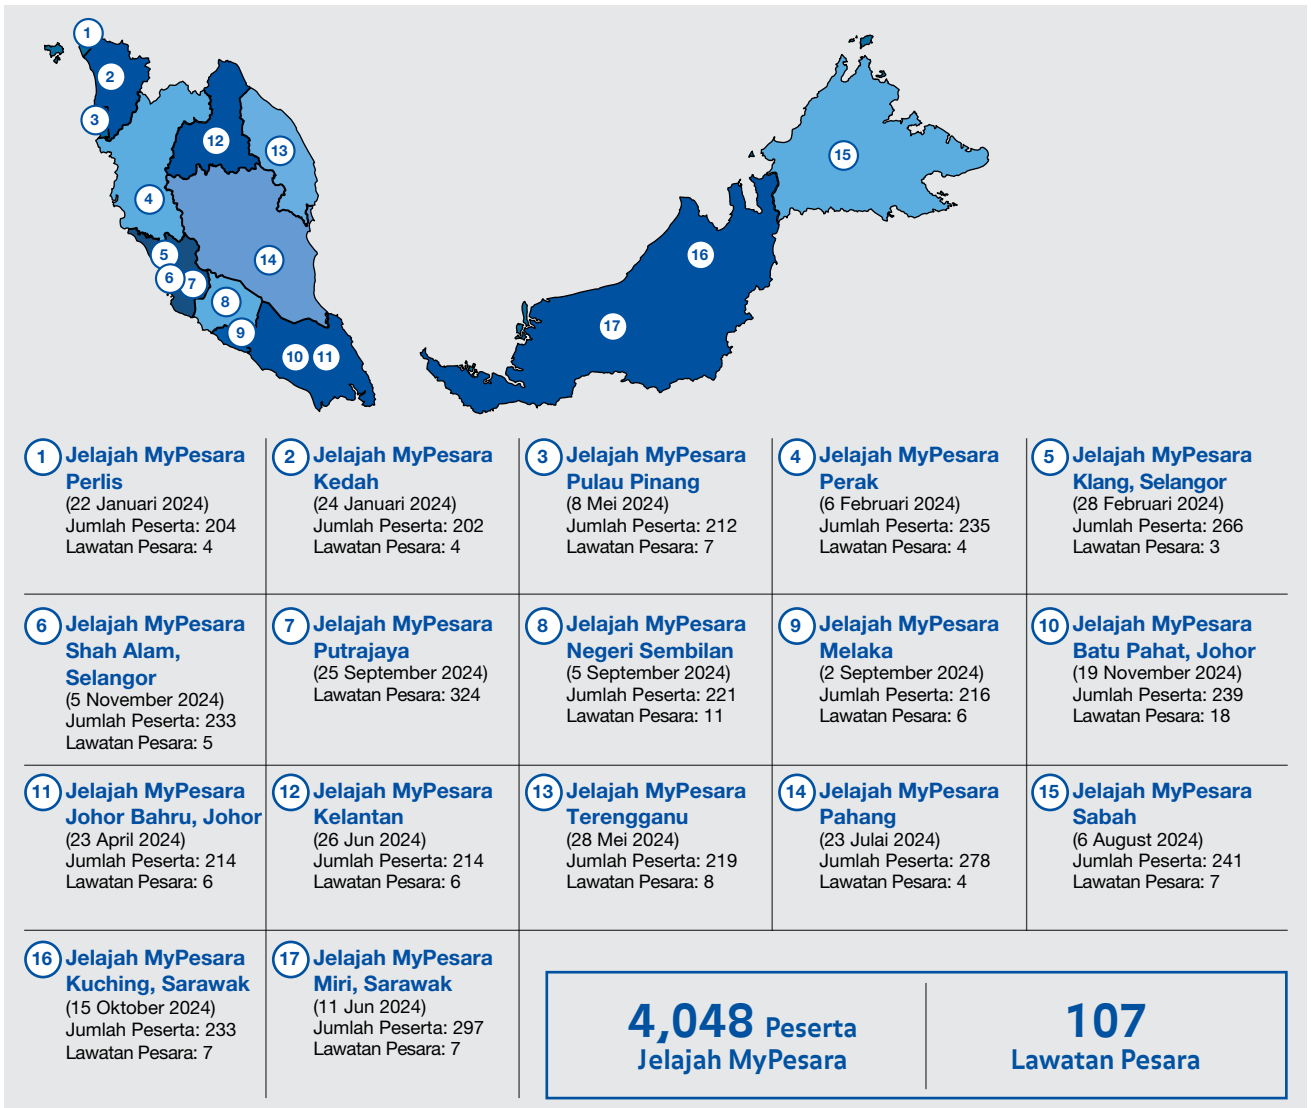 1
2
3
4
5
6
7
8
9
10
11
12
13
14
15
16
17
1 Jelajah MyPesara
Perlis
(22 Januari 2024)
Jumlah Peserta: 204
Lawatan Pesara: 4
2 Jelajah MyPesara
Kedah
(24 Januari 2024)
Jumlah Peserta: 202
Lawatan Pesara: 4
3 Jelajah MyPesara
Pulau Pinang
(8 Mei 2024)
Jumlah Peserta: 212
Lawatan Pesara: 7
4 Jelajah MyPesara
Perak
(6 Februari 2024)
Jumlah Peserta: 235
Lawatan Pesara: 4
5 Jelajah MyPesara
Klang, Selangor
(28 Februari 2024)
Jumlah Peserta: 266
Lawatan Pesara: 3
6 Jelajah MyPesara
Shah Alam,
Selangor
(5 November 2024)
Jumlah Peserta: 233
Lawatan Pesara: 5
7 Jelajah MyPesara
Putrajaya
(25 September 2024)
Lawatan Pesara: 324
8 Jelajah MyPesara
Negeri Sembilan
(5 September 2024)
Jumlah Peserta: 221
Lawatan Pesara: 11
9 Jelajah MyPesara
Melaka
(2 September 2024)
Jumlah Peserta: 216
Lawatan Pesara: 6
10 Jelajah MyPesara
Batu Pahat, Johor
(19 November 2024)
Jumlah Peserta: 239
Lawatan Pesara: 18
11 Jelajah MyPesara
Johor Bahru, Johor
(23 April 2024)
Jumlah Peserta: 214
Lawatan Pesara: 6
12 Jelajah MyPesara
Kelantan
(26 Jun 2024)
Jumlah Peserta: 214
Lawatan Pesara: 6
13 Jelajah MyPesara
Terengganu
(28 Mei 2024)
Jumlah Peserta: 219
Lawatan Pesara: 8
14 Jelajah MyPesara
Pahang
(23 Julai 2024)
Jumlah Peserta: 278
Lawatan Pesara: 4
15 Jelajah MyPesara
Sabah
(6 August 2024)
Jumlah Peserta: 241
Lawatan Pesara: 7
16 Jelajah MyPesara
Kuching, Sarawak
(15 Oktober 2024)
Jumlah Peserta: 233
Lawatan Pesara: 7
17 Jelajah MyPesara
Miri, Sarawak
(11 Jun 2024)
Jumlah Peserta: 297
Lawatan Pesara: 7
4,048 Peserta
Jelajah MyPesara
107
Lawatan Pesara